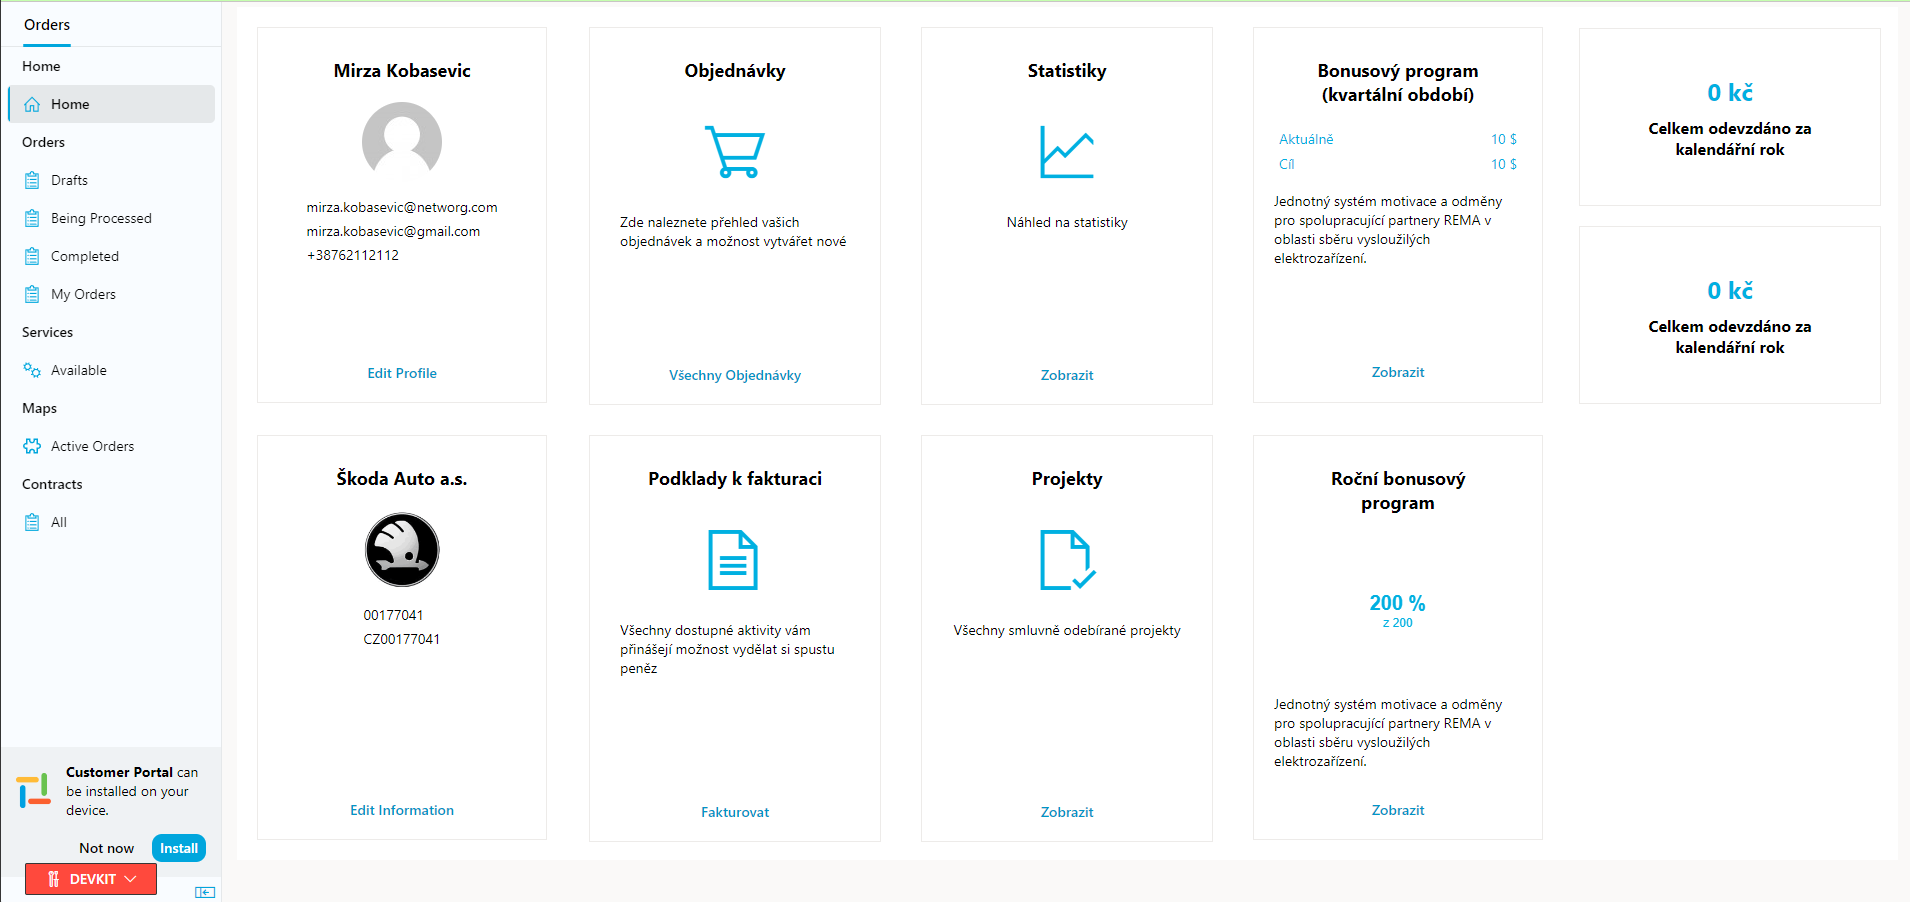 Orders
Home
Home
Orders
Drafts
Being Processed
Completed
My Orders
Services
Available
Maps
Active Orders
Contracts
All
Customer Portal can
be installed on your
device.
Not now
Install
DEVKIT
Mirza Kobasevic
mirza.kobasevic@networg.com
mirza.kobasevic@gmail.com
+38762112112
Edit Profile
Objednávky
Zde naleznete přehled vašich
objednávek a možnost vytvářet nové
Všechny Objednávky
Statistiky
Náhled na statistiky
Zobrazit
Bonusový program
(kvartální období)
Aktuálně 10 $
Cíl 10 $
Jednotný systém motivace a odměny
pro spolupracující partnery REMA v
oblasti sběru vysloužilých
elektrozařízení.
Zobrazit
0 kč
Celkem odevzdáno za
kalendářní rok
0 kč
Celkem odevzdáno za
kalendářní rok
Škoda Auto a.s.
00177041
CZ00177041
Edit Information
Podklady k fakturaci
Všechny dostupné aktivity vám
přinášejí možnost vydělat si spustu
peněz
Fakturovat
Projekty
Všechny smluvně odebírané projekty
Zobrazit
Roční bonusový
program
200 %
z 200
Jednotný systém motivace a odměny
pro spolupracující partnery REMA v
oblasti sběru vysloužilých
elektrozařízení.
Zobrazit